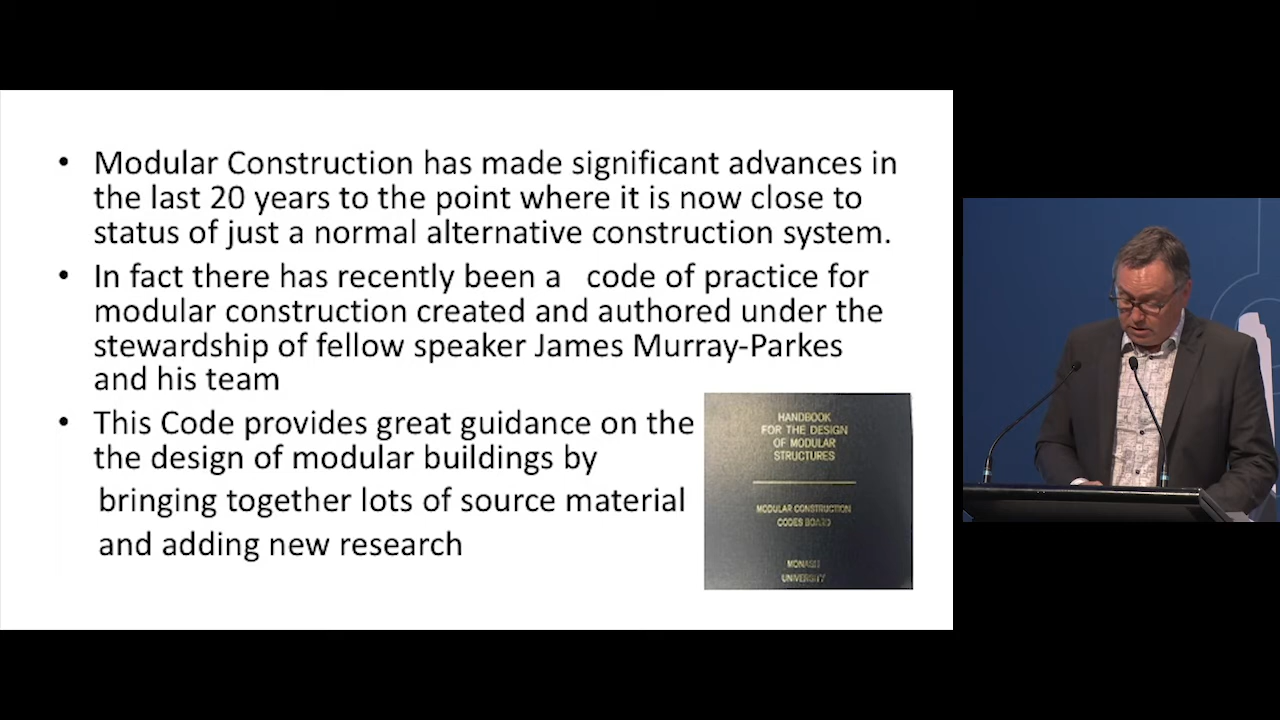 • Modular Construction has made significant advances in
the last 20 years to the point where it is now close to
status of just a normal alternative construction system.
• In fact there has recently been a code of practice for
modular construction created and authored under the
stewardship of fellow speaker James Murray-Parkes
and his team
• This Code provides great guidance on the
the design of modular buildings by
bringing together lots of source material
and adding new research
HANDBOOK
FOR THE DESIGN
OF MODULAR
STRUCTURES
MODULAR CONSTRUCTION
CODES BOARD
MONASH
UNIVERSITY